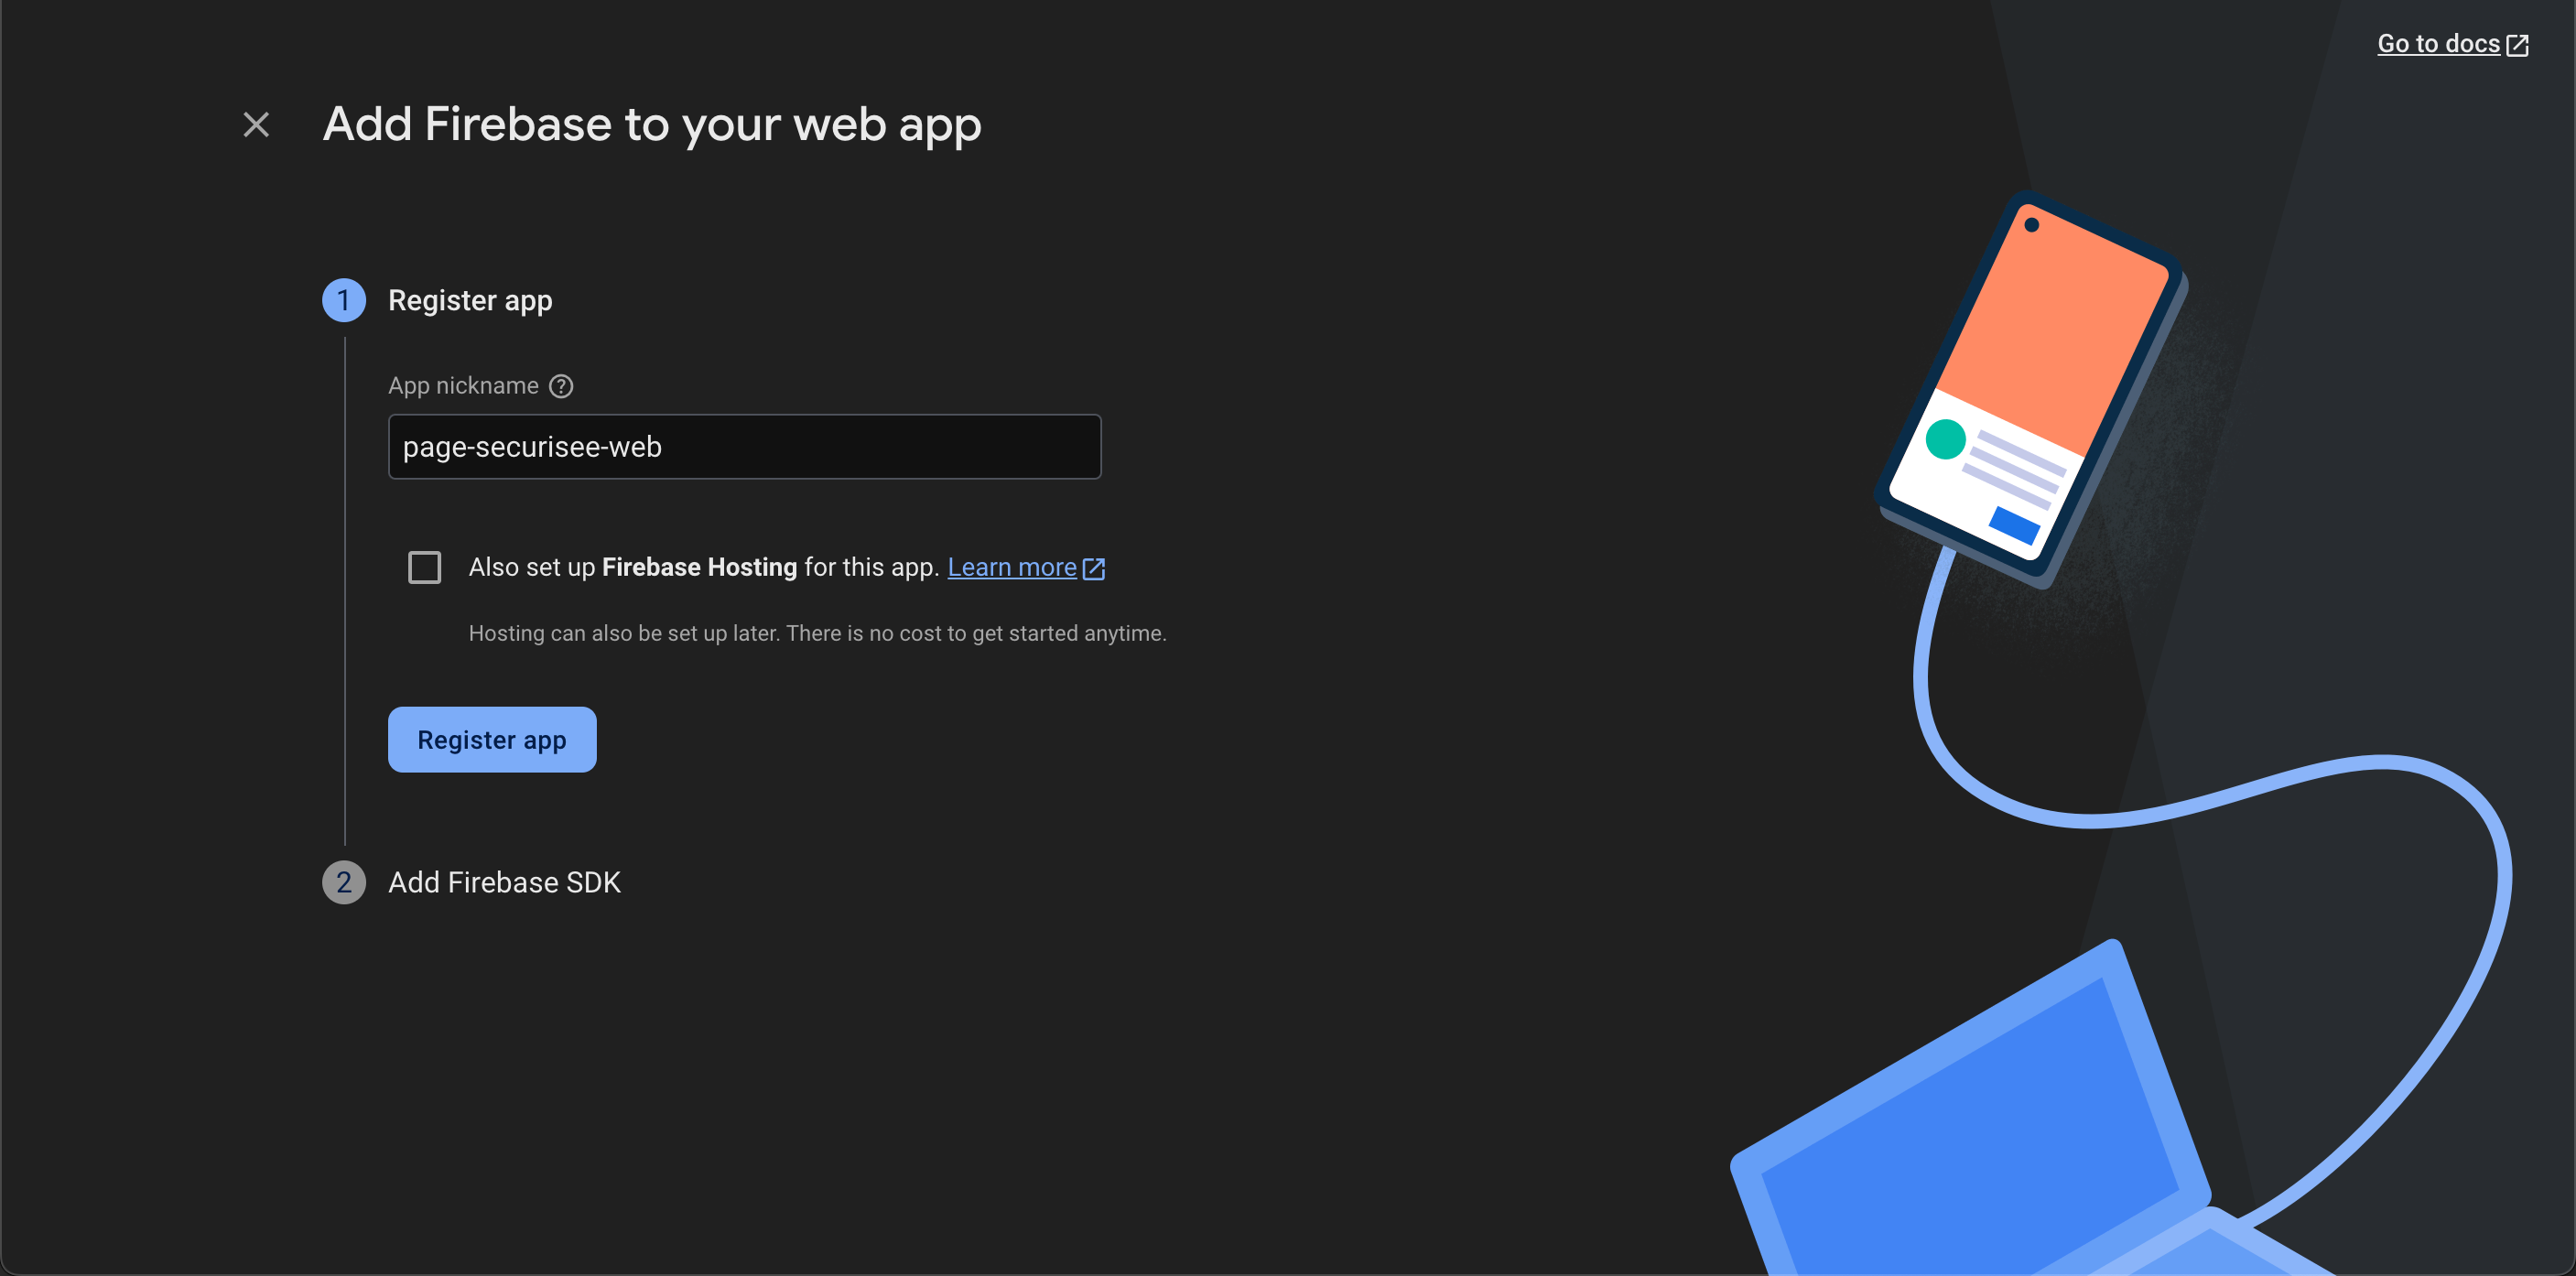 Go to docs
Add Firebase to your web app
1 Register app
App nickname
page-securisee-web
Also set up Firebase Hosting for this app. Learn more
Hosting can also be set up later. There is no cost to get started anytime.
Register app
2 Add Firebase SDK